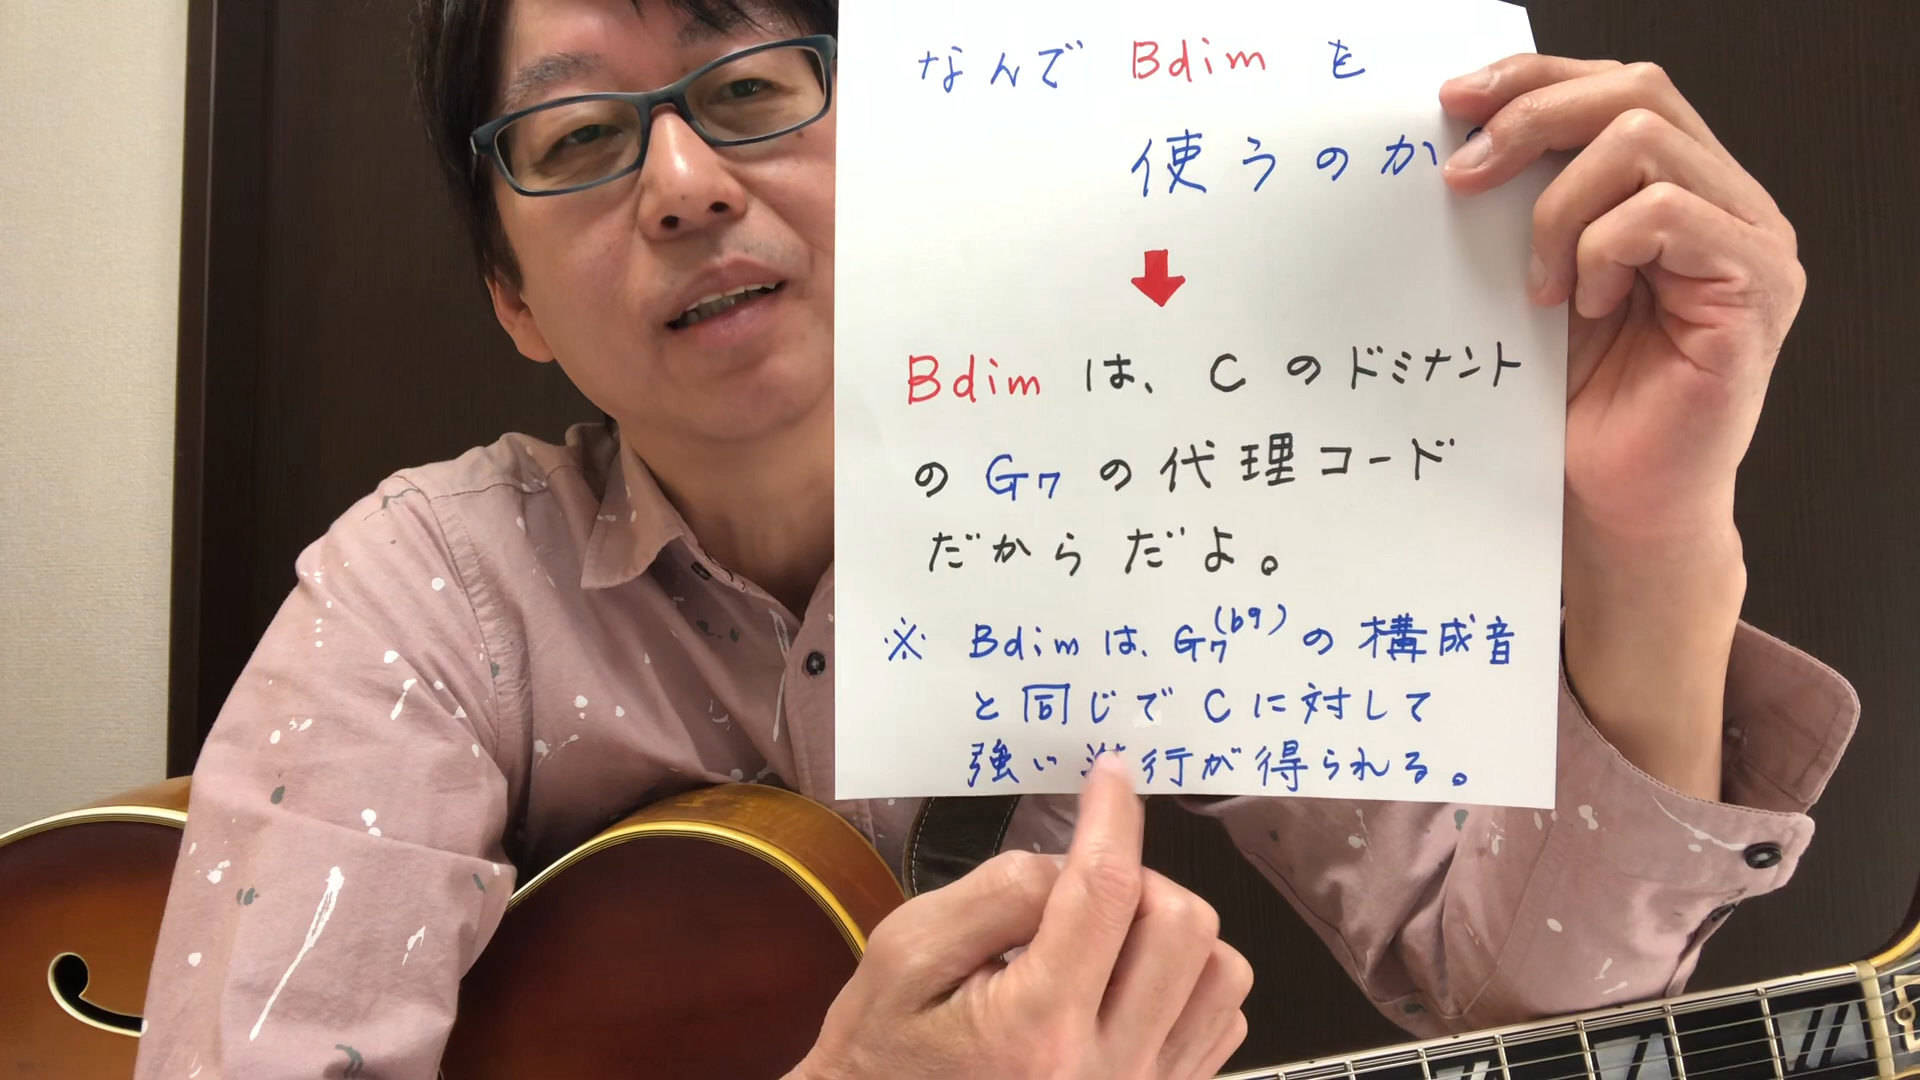 なんで Bdim を
使うのか?
Bdim は、C のドミナント
の G7 の代理コード
だから だよ。
※ Bdim は、G7(b9) の 構成音
と同じで C に対して
強い進行が得られる。